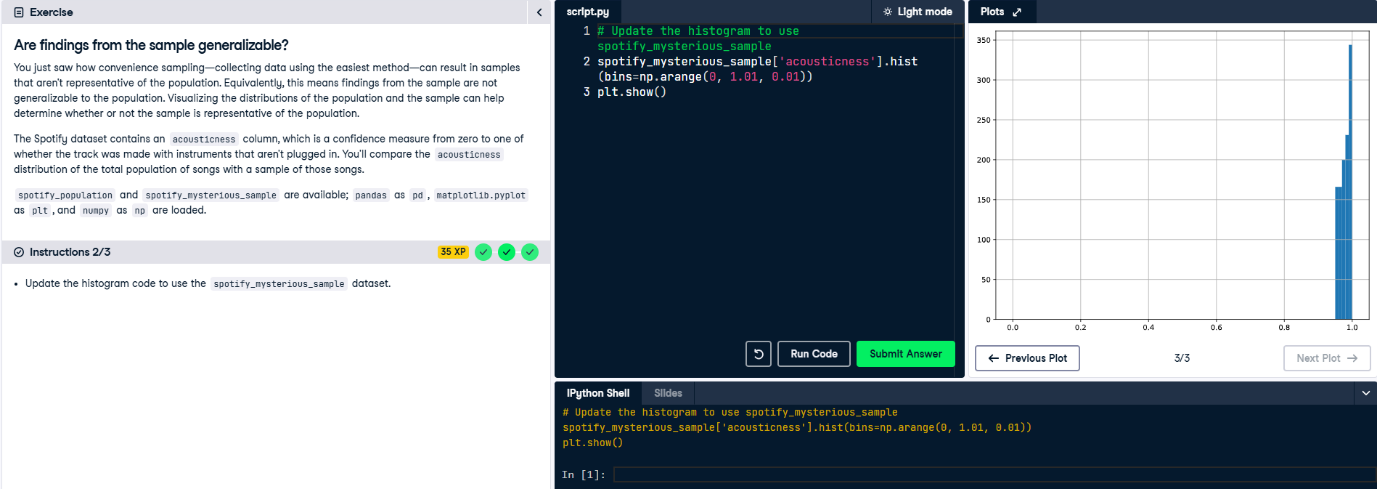 Exercise
Are findings from the sample generalizable?
You just saw how convenience sampling—collecting data using the easiest method—can result in samples
that aren't representative of the population. Equivalently, this means findings from the sample are not
generalizable to the population. Visualizing the distributions of the population and the sample can help
determine whether or not the sample is representative of the population.
The Spotify dataset contains an acousticness column, which is a confidence measure from zero to one of
whether the track was made with instruments that aren't plugged in. You'll compare the acousticness
distribution of the total population of songs with a sample of those songs.
spotify_population and spotify_mysterious_sample are available; pandas as pd, matplotlib.pyplot
as plt, and numpy as np are loaded.
Instructions 2/3
35 XP
• Update the histogram code to use the spotify_mysterious_sample dataset.
script.py
Light mode
1 # Update the histogram to use
spotify_mysterious_sample
2 spotify_mysterious_sample['acousticness'].hist
(bins=np.arange(0, 1.01, 0.01))
3 plt.show()
Run Code
Submit Answer
Plots
350
300
250
200
150
100
50
0
0.0 0.2 0.4 0.6 0.8 1.0
← Previous Plot
3/3
Next Plot →
IPython Shell
Slides
# Update the histogram to use spotify_mysterious_sample
spotify_mysterious_sample['acousticness'].hist(bins=np.arange(0, 1.01, 0.01))
plt.show()
In [1]: